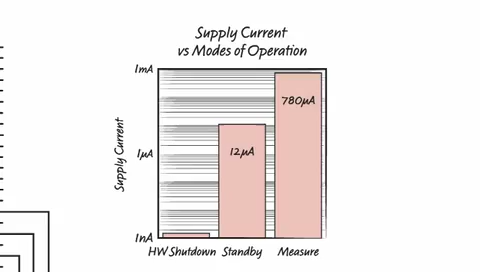 Supply Current
vs Modes of Operation
1mA
780µA
Supply Current
1µA
12µA
1nA
HW Shutdown Standby Measure